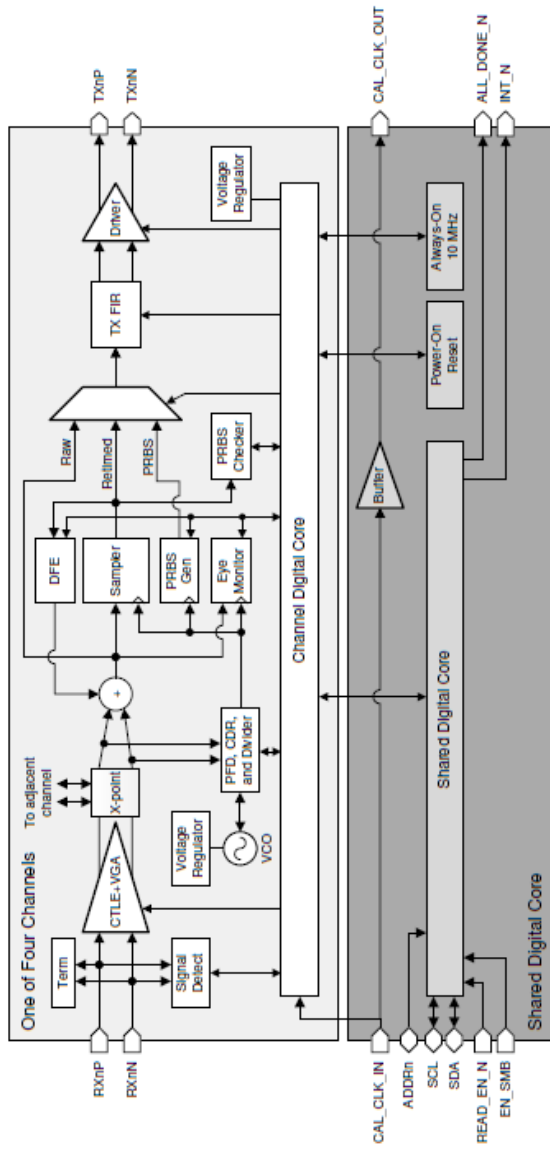 One of Four Channels
RXnP
RXnN
Term
Signal
Detect
CTLE+VGA
To adjacent
channel
X-point
Voltage
Regulator
VCO
PFD, CDR,
and Divider
+
DFE
Sampler
PRBS
Gen
Eye
Monitor
Raw
Retimed
PRBS
PRBS
Checker
TX FIR
Driver
Voltage
Regulator
TXnP
TXnN
Channel Digital Core
CAL_CLK_IN
ADDRn
SCL
SDA
READ_EN_N
EN_SMB
Buffer
Shared Digital Core
Power-On
Reset
Always-On
10 MHz
CAL_CLK_OUT
ALL_DONE_N
INT_N
Shared Digital Core